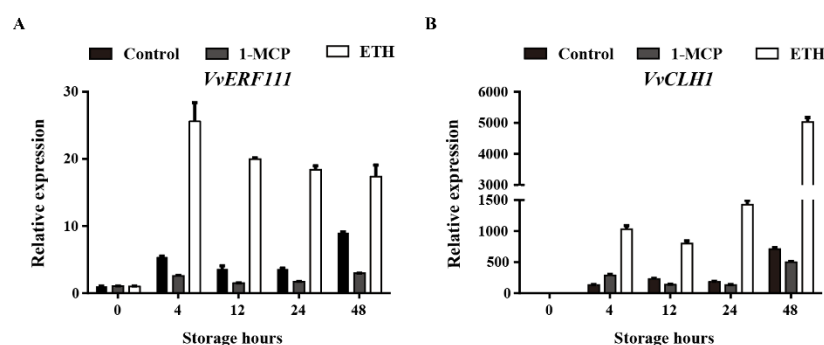 A
Control 1-MCP ETH
VvERF111
30
20
10
0
Relative expression
0 4 12 24 48
Storage hours
B
Control 1-MCP ETH
VvCLH1
6000
5000
4000
3000
1500
1000
500
0
Relative expression
0 4 12 24 48
Storage hours